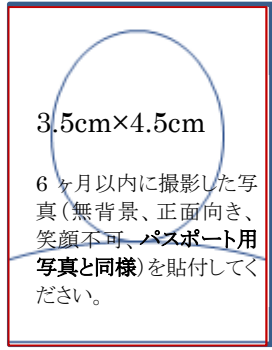 3.5cm×4.5cm
6 ヶ月以内に撮影した写
真（無背景、正面向き、
笑顔不可、パスポート用
写真と同様）を貼付してく
ださい。